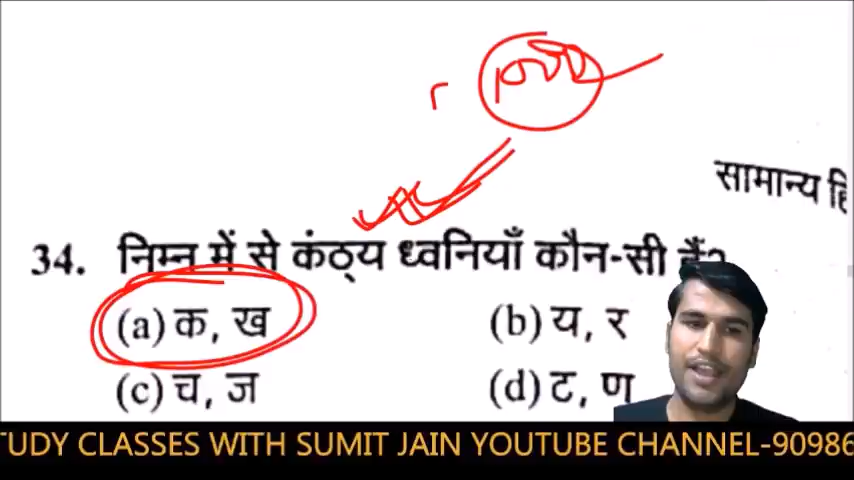 सामान्य हि
34. निम्न में से कंठ्य ध्वनियाँ कौन-सी हैं?
(a) क, ख (b) य, र
(c) च, ज (d) ट, ण
TUDY CLASSES WITH SUMIT JAIN YOUTUBE CHANNEL-90986